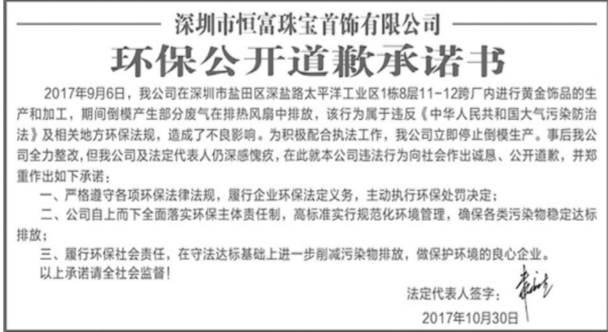 深圳市恒富珠宝首饰有限公司
环保公开道歉承诺书
2017年9月6日，我公司在深圳市盐田区深盐路太平洋工业区1栋8层11-12跨厂内进行黄金饰品的生
产和加工，期间倒模产生部分废气在排热风扇中排放，该行为属于违反《中华人民共和国大气污染防治
法》及相关地方环保法规，造成了不良影响。为积极配合执法工作，我公司立即停止倒模生产。事后我公
司全力整改，但我公司及法定代表人仍深感愧疚，在此就本公司违法行为向社会作出诚恳、公开道歉，并郑
重作出如下承诺：
一、严格遵守各项环保法律法规，履行企业环保法定义务，主动执行环保处罚决定；
二、公司自上而下全面落实环保主体责任制，高标准实行规范化环境管理，确保各类污染物稳定达标
排放；
三、履行环保社会责任，在守法达标基础上进一步削减污染物排放，做保护环境的良心企业。
以上承诺请全社会监督！
法定代表人签字：
2017年10月30日